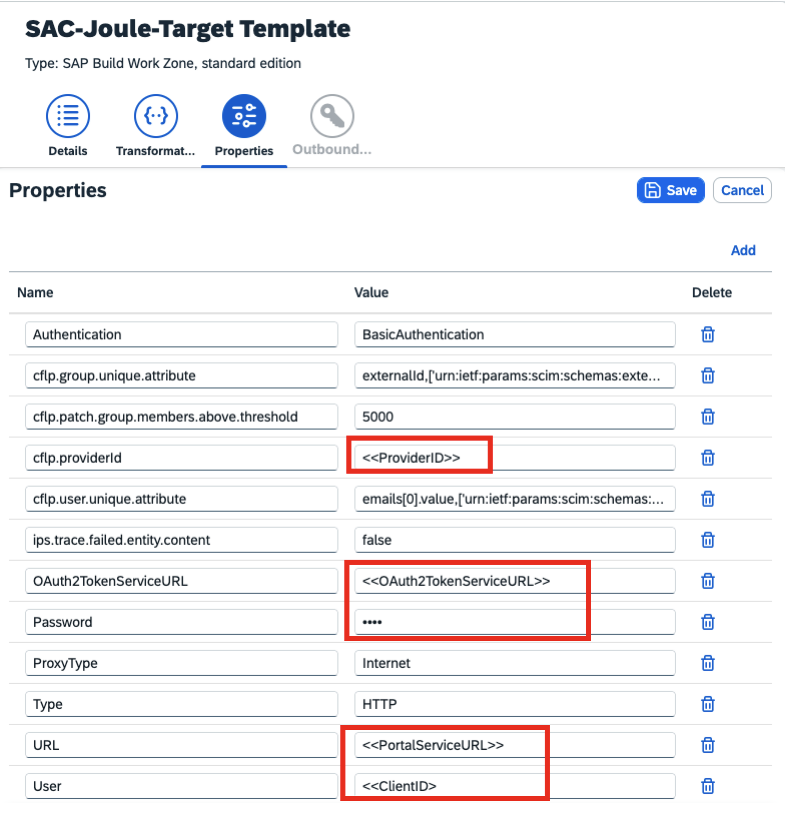 SAC-Joule-Target Template
Type: SAP Build Work Zone, standard edition
Details Transformat... Properties Outbound...
Properties Save Cancel
Add
Name Value Delete
Authentication BasicAuthentication
cflp.group.unique.attribute externalId,['urn:ietf:params:scim:schemas:exte...
cflp.patch.group.members.above.threshold 5000
cflp.providerId <<ProviderID>>
cflp.user.unique.attribute emails[0].value,['urn:ietf:params:scim:schemas:...
ips.trace.failed.entity.content false
OAuth2TokenServiceURL <<OAuth2TokenServiceURL>>
Password ••••
ProxyType Internet
Type HTTP
URL <<PortalServiceURL>>
User <<ClientID>